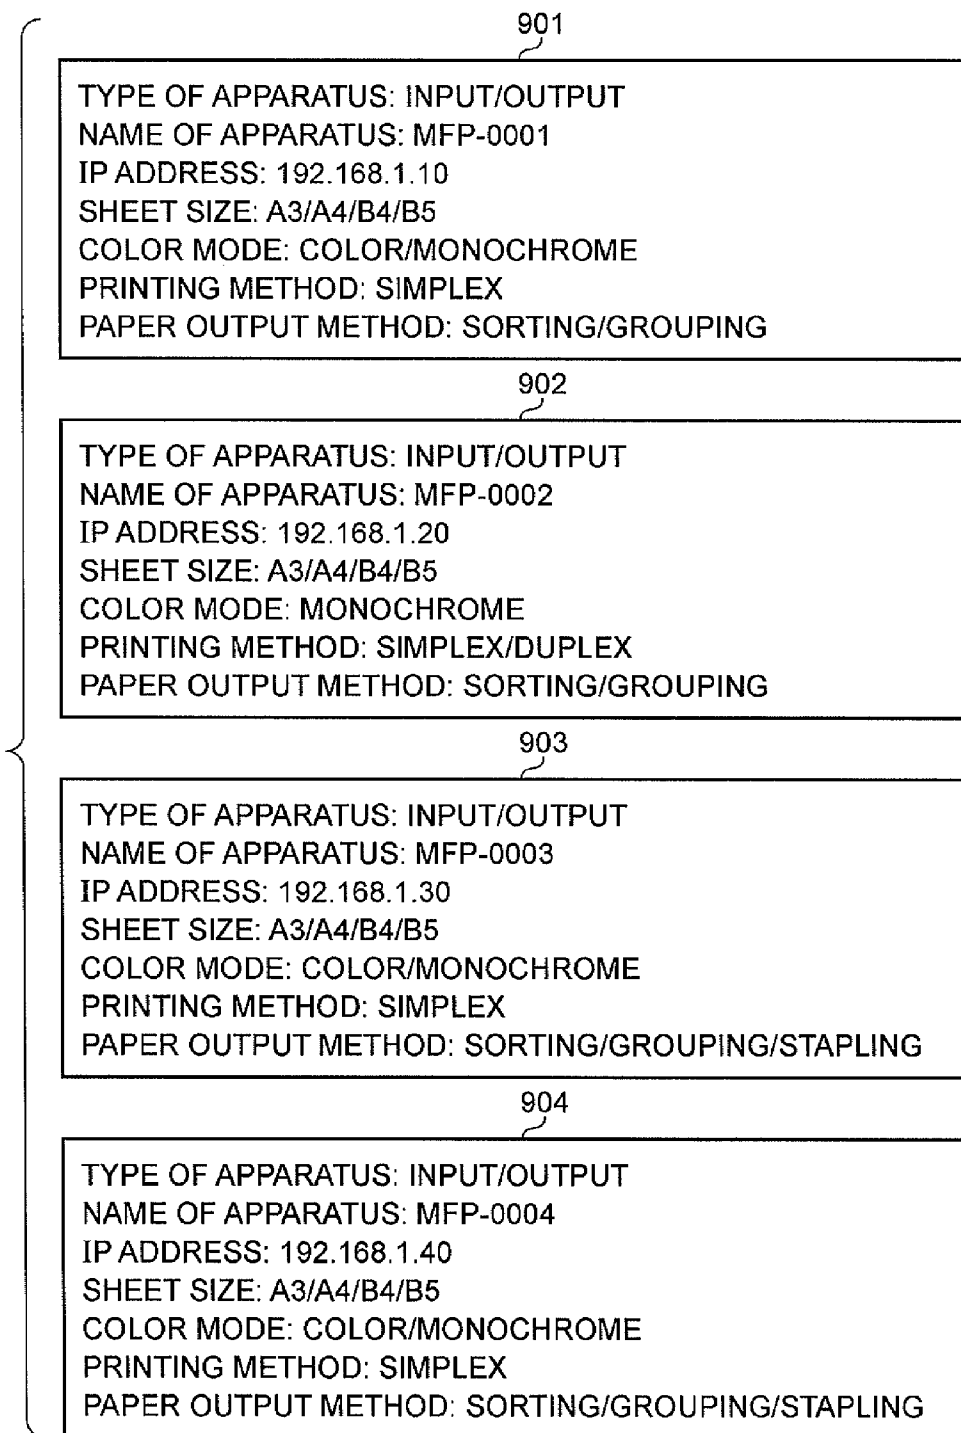 901
TYPE OF APPARATUS: INPUT/OUTPUT
NAME OF APPARATUS: MFP-0001
IP ADDRESS: 192.168.1.10
SHEET SIZE: A3/A4/B4/B5
COLOR MODE: COLOR/MONOCHROME
PRINTING METHOD: SIMPLEX
PAPER OUTPUT METHOD: SORTING/GROUPING
902
TYPE OF APPARATUS: INPUT/OUTPUT
NAME OF APPARATUS: MFP-0002
IP ADDRESS: 192.168.1.20
SHEET SIZE: A3/A4/B4/B5
COLOR MODE: MONOCHROME
PRINTING METHOD: SIMPLEX/DUPLEX
PAPER OUTPUT METHOD: SORTING/GROUPING
903
TYPE OF APPARATUS: INPUT/OUTPUT
NAME OF APPARATUS: MFP-0003
IP ADDRESS: 192.168.1.30
SHEET SIZE: A3/A4/B4/B5
COLOR MODE: COLOR/MONOCHROME
PRINTING METHOD: SIMPLEX
PAPER OUTPUT METHOD: SORTING/GROUPING/STAPLING
904
TYPE OF APPARATUS: INPUT/OUTPUT
NAME OF APPARATUS: MFP-0004
IP ADDRESS: 192.168.1.40
SHEET SIZE: A3/A4/B4/B5
COLOR MODE: COLOR/MONOCHROME
PRINTING METHOD: SIMPLEX
PAPER OUTPUT METHOD: SORTING/GROUPING/STAPLING